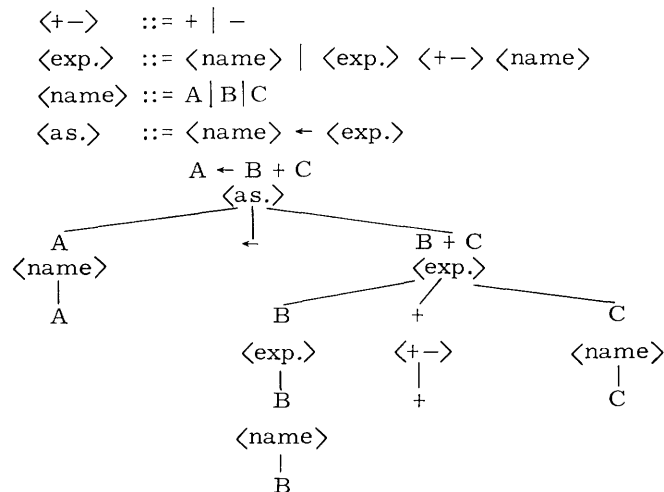 <+−> ::= + | −
<exp.> ::= <name> | <exp.> <+−> <name>
<name> ::= A|B|C
<as.> ::= <name> ← <exp.>
A ← B + C
<as.>
A ← B + C
<name> <exp.>
A B + C
<exp.> <+−> <name>
B + C
<name>
B